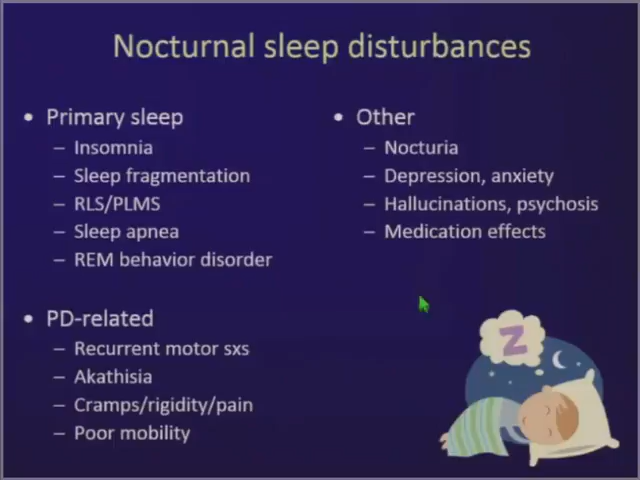 Nocturnal sleep disturbances
• Primary sleep
– Insomnia
– Sleep fragmentation
– RLS/PLMS
– Sleep apnea
– REM behavior disorder
• PD-related
– Recurrent motor sxs
– Akathisia
– Cramps/rigidity/pain
– Poor mobility
• Other
– Nocturia
– Depression, anxiety
– Hallucinations, psychosis
– Medication effects
Z